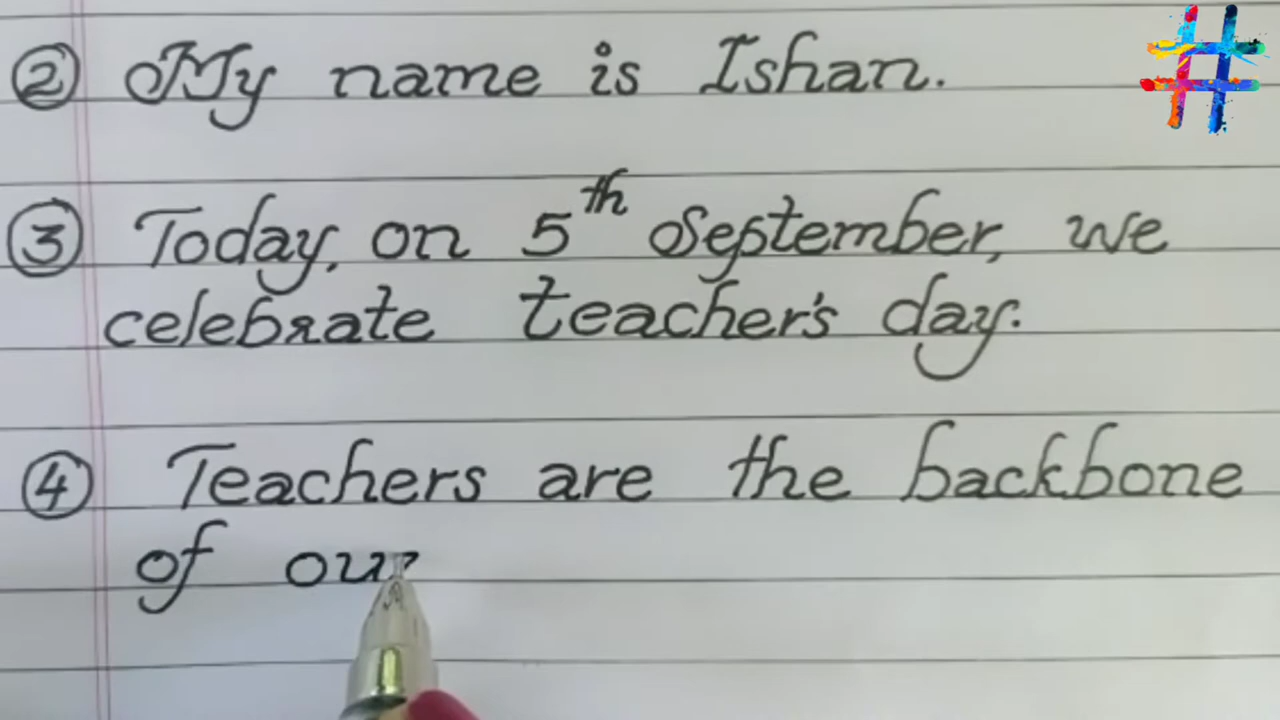 ② My name is Ishan.
③ Today, on 5th September, we
celebrate teacher's day.
④ Teachers are the backbone
of our